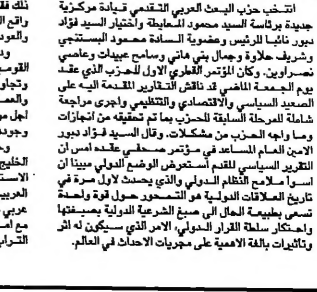 انتخب حزب البعث العربي التقدمي قيادة مركزية
جديدة برئاسة السيد محمود المعايطة واختيار السيد فؤاد
دبور نائبا للرئيس وعضوية السادة محمود البستنجي
وشريف حلاوة وجمال بني هاني وسامح عبيدات وعاصي
نصراوين. وكان المؤتمر القطري الاول للحزب الذي عقد
يوم الجمعة الماضي قد ناقش التقارير المقدمة اليه على
الصعيد السياسي والاقتصادي والتنظيمي واجرى مراجعة
شاملة للمرحلة السابقة للحزب بما تم تحقيقه من انجازات
وما واجه الحزب من مشكلات. وقال السيد فؤاد دبور
الامين العام المساعد في مؤتمر صحفي عقده امس ان
التقرير السياسي المقدم استعرض الوضع الدولي مبينا ان
اسوأ ملامح النظام الدولي والذي يحدث لاول مرة في
تاريخ العلاقات الدولية هو التمحور حول قوة واحدة
تسعى بطبيعة الحال الى صبغ الشرعية الدولية بصبغتها
واحتكار سلطة القرار الدولي، الامر الذي سيكون له اثر
وتأثيرات بالغة الاهمية على مجريات الاحداث في العالم.